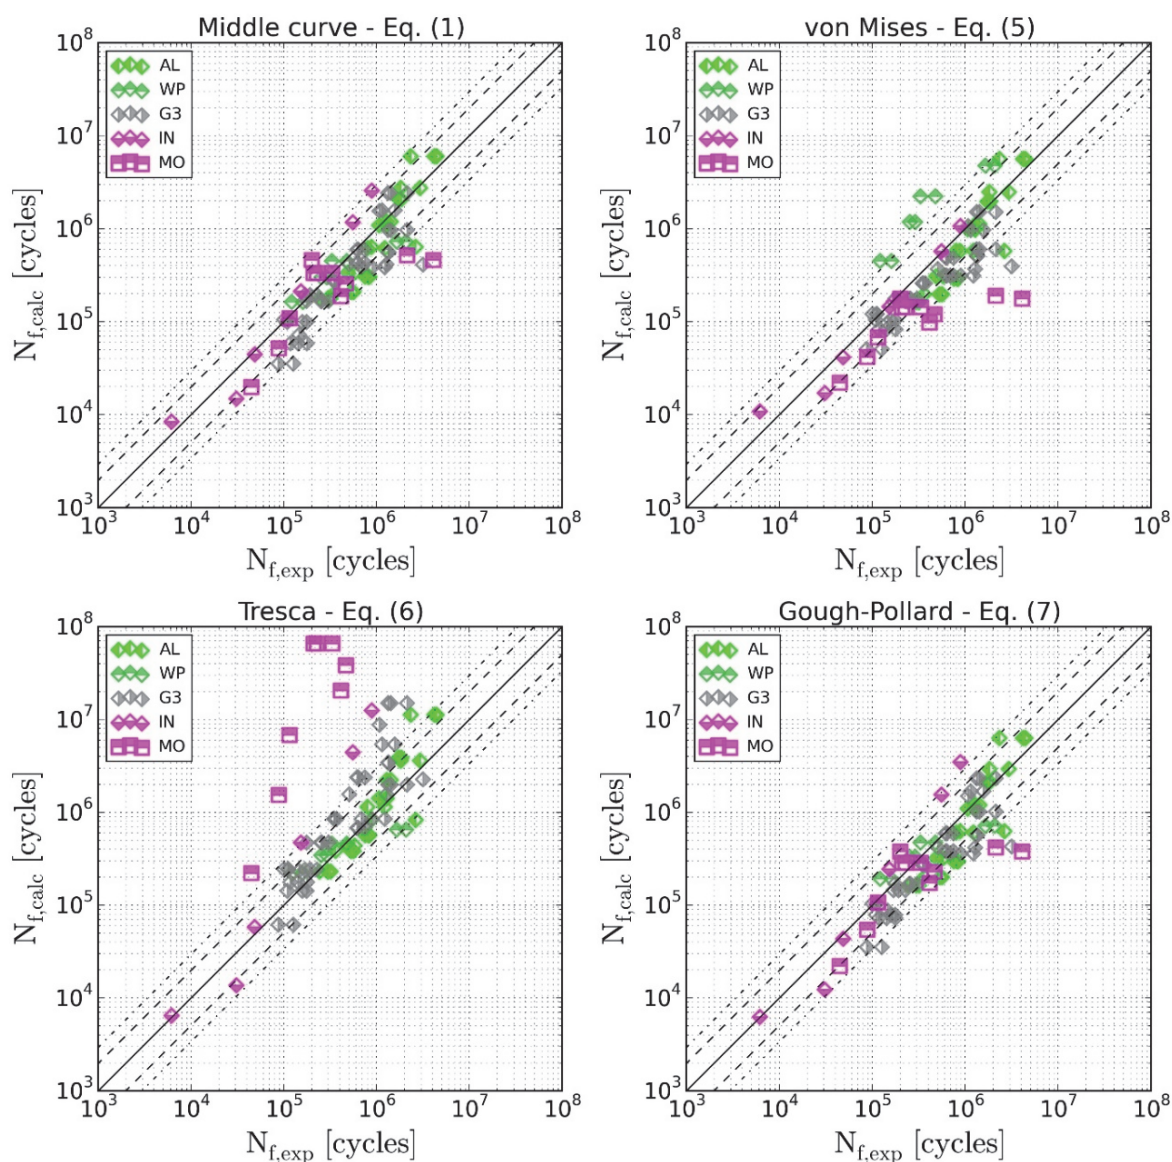 Middle curve - Eq. (1)
10^8
10^7
10^6
10^5
10^4
10^3
N_f,calc [cycles]
AL
WP
G3
IN
MO
10^3 10^4 10^5 10^6 10^7 10^8
N_f,exp [cycles]
von Mises - Eq. (5)
10^8
10^7
10^6
10^5
10^4
10^3
N_f,calc [cycles]
AL
WP
G3
IN
MO
10^3 10^4 10^5 10^6 10^7 10^8
N_f,exp [cycles]
Tresca - Eq. (6)
10^8
10^7
10^6
10^5
10^4
10^3
N_f,calc [cycles]
AL
WP
G3
IN
MO
10^3 10^4 10^5 10^6 10^7 10^8
N_f,exp [cycles]
Gough-Pollard - Eq. (7)
10^8
10^7
10^6
10^5
10^4
10^3
N_f,calc [cycles]
AL
WP
G3
IN
MO
10^3 10^4 10^5 10^6 10^7 10^8
N_f,exp [cycles]